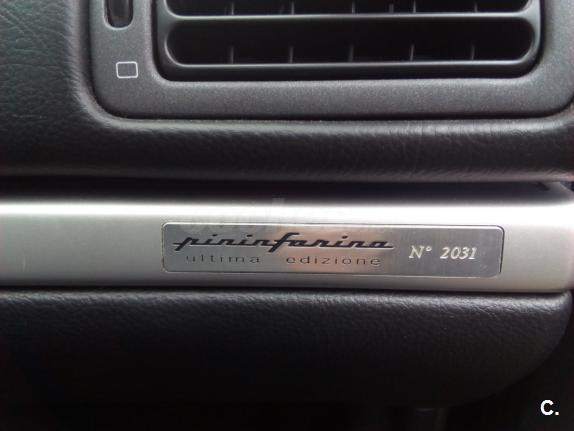 pininfarina
ultima edizione
N° 2031
C.